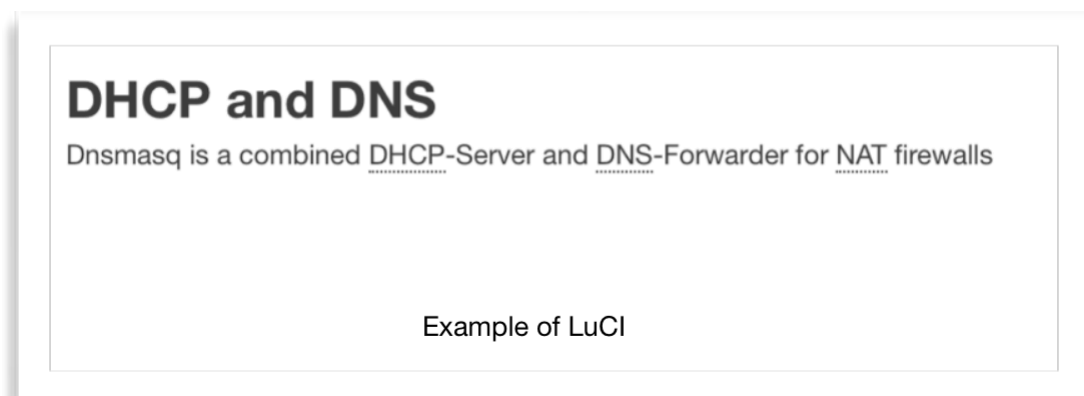 DHCP and DNS
Dnsmasq is a combined DHCP-Server and DNS-Forwarder for NAT firewalls
Example of LuCI